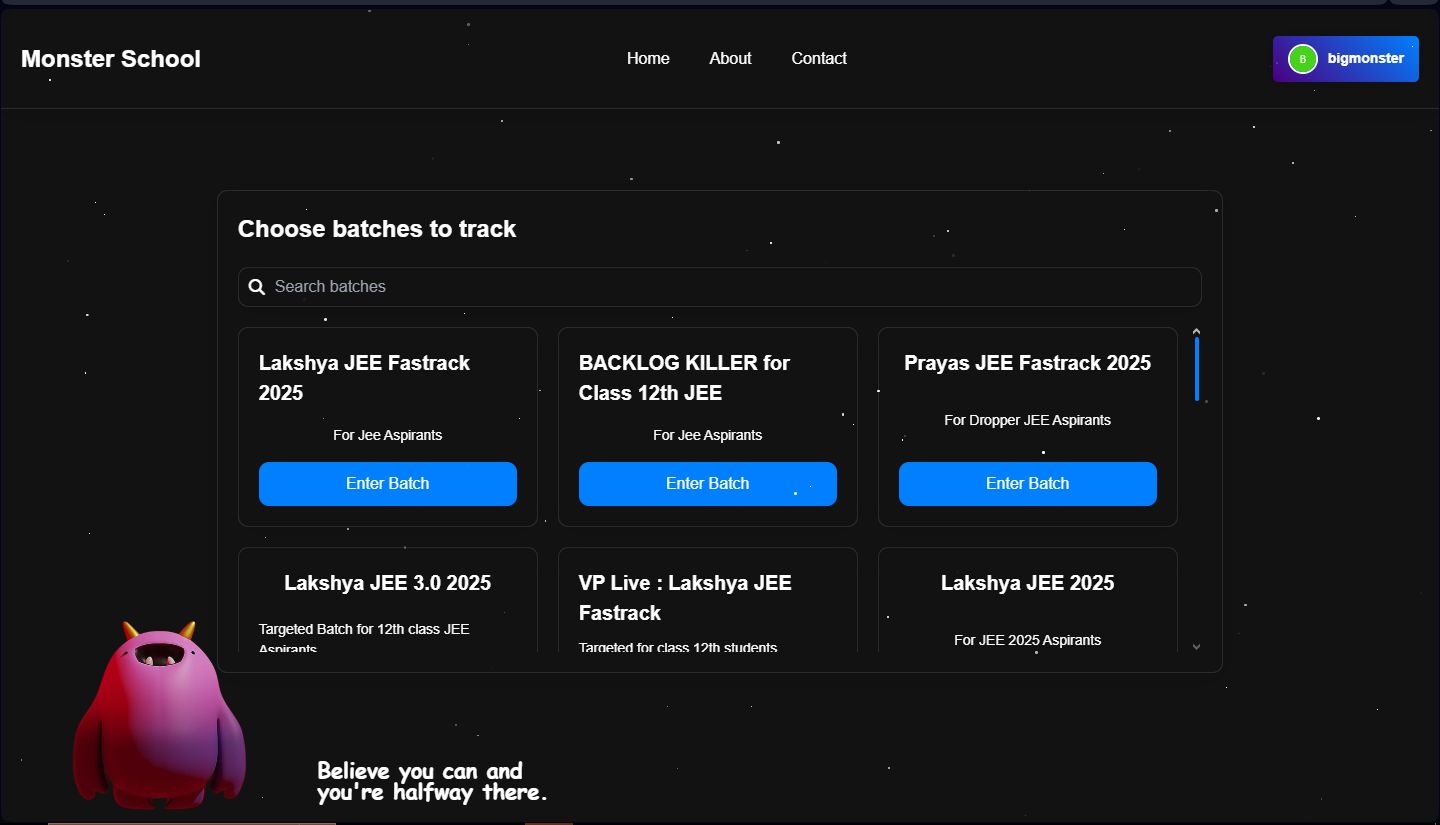 Monster School
Home
About
Contact
B
bigmonster
Choose batches to track
Search batches
Lakshya JEE Fastrack
2025
For Jee Aspirants
Enter Batch
BACKLOG KILLER for
Class 12th JEE
For Jee Aspirants
Enter Batch
Prayas JEE Fastrack 2025
For Dropper JEE Aspirants
Enter Batch
Lakshya JEE 3.0 2025
Targeted Batch for 12th class JEE
Aspirants
VP Live : Lakshya JEE
Fastrack
Targeted for class 12th students
Lakshya JEE 2025
For JEE 2025 Aspirants
Believe you can and
you're halfway there.